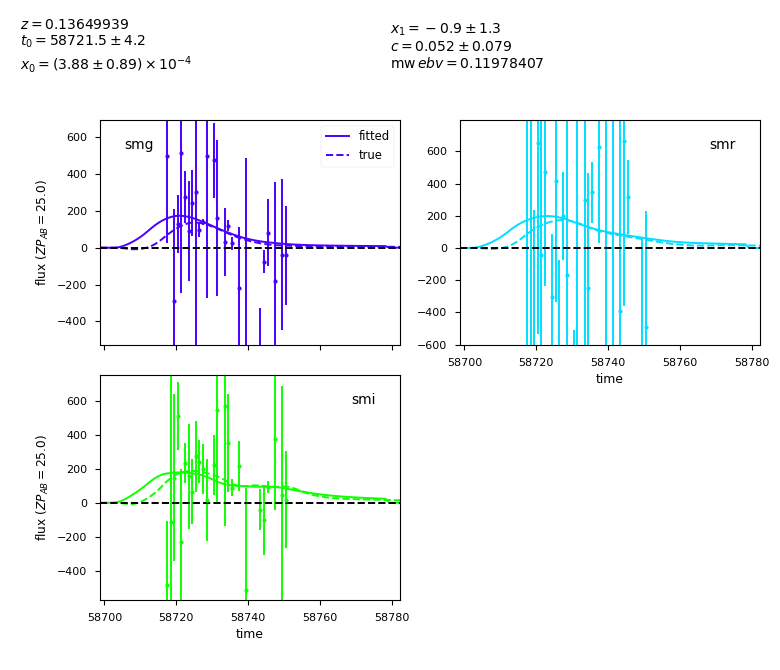 z = 0.13649939
t₀ = 58721.5 ± 4.2
x₀ = (3.88 ± 0.89) × 10⁻⁴
x₁ = −0.9 ± 1.3
c = 0.052 ± 0.079
mw ebv = 0.11978407
smg
fitted
true
600
400
200
0
−200
−400
flux (ZP_AB = 25.0)
smr
600
400
200
0
−200
−400
−600
58700 58720 58740 58760 58780
time
smi
600
400
200
0
−200
−400
flux (ZP_AB = 25.0)
58700 58720 58740 58760 58780
time